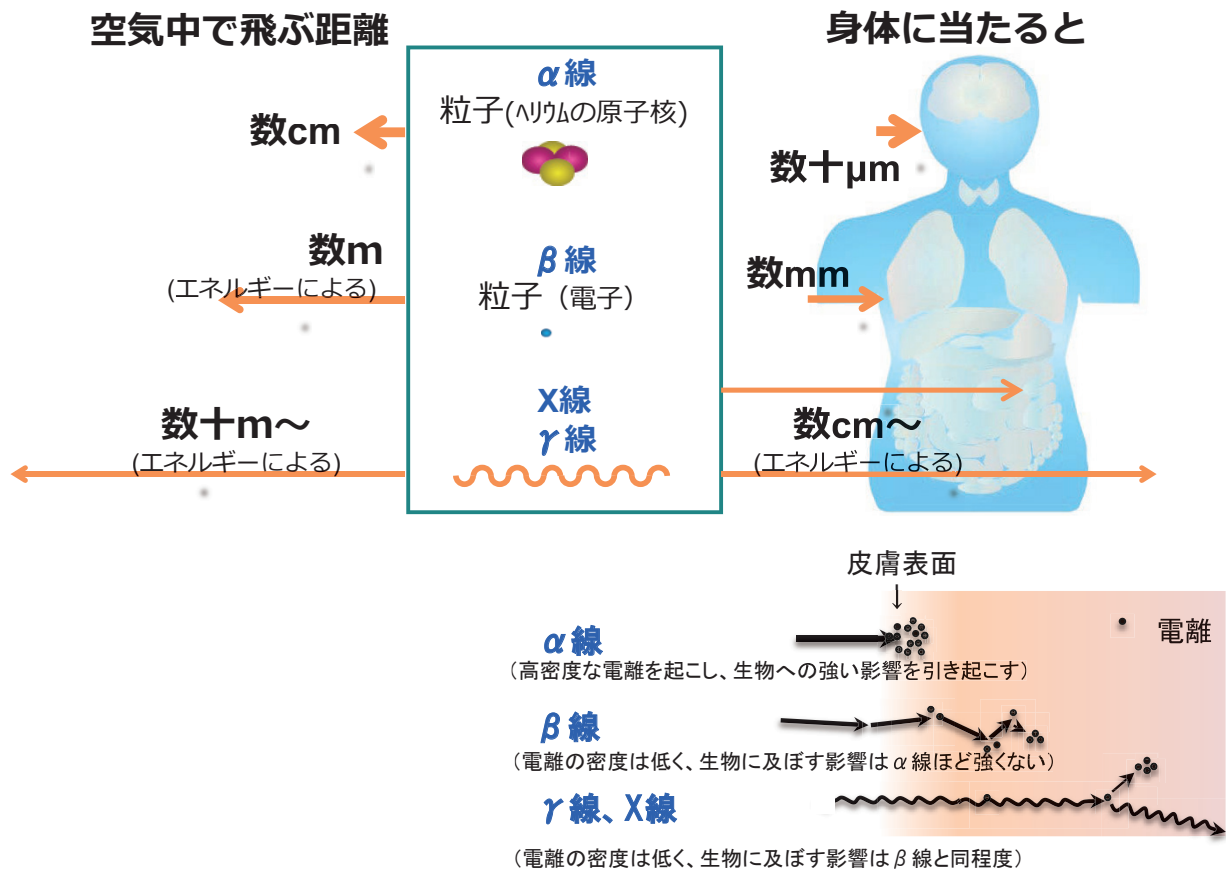 空気中で飛ぶ距離
身体に当たると
α線
粒子(ﾍﾘｳﾑの原子核)
数cm
数十μm
数m
(エネルギーによる)
β線
粒子（電子）
数mm
X線
γ線
数十m～
(エネルギーによる)
数cm～
(エネルギーによる)
皮膚表面
↓
電離
α線
（高密度な電離を起こし、生物への強い影響を引き起こす）
β線
（電離の密度は低く、生物に及ぼす影響はα線ほど強くない）
γ線、X線
（電離の密度は低く、生物に及ぼす影響はβ線と同程度）